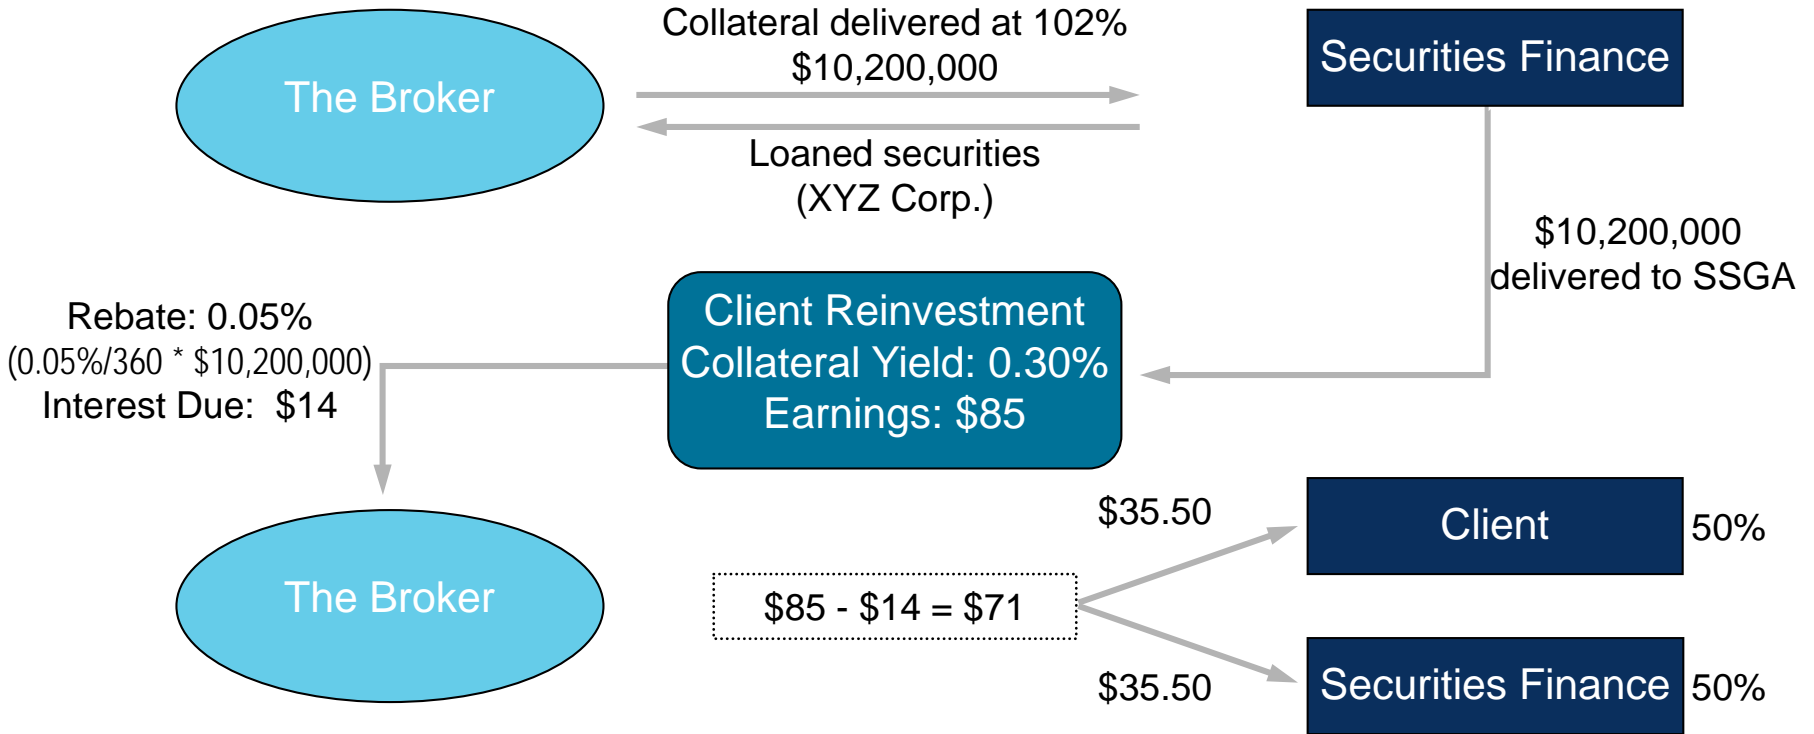 The Broker
Collateral delivered at 102%
$10,200,000
Loaned securities
(XYZ Corp.)
Securities Finance
$10,200,000
delivered to SSGA
Client Reinvestment
Collateral Yield: 0.30%
Earnings: $85
Rebate: 0.05%
(0.05%/360 * $10,200,000)
Interest Due: $14
The Broker
$85 - $14 = $71
$35.50
Client
50%
$35.50
Securities Finance
50%